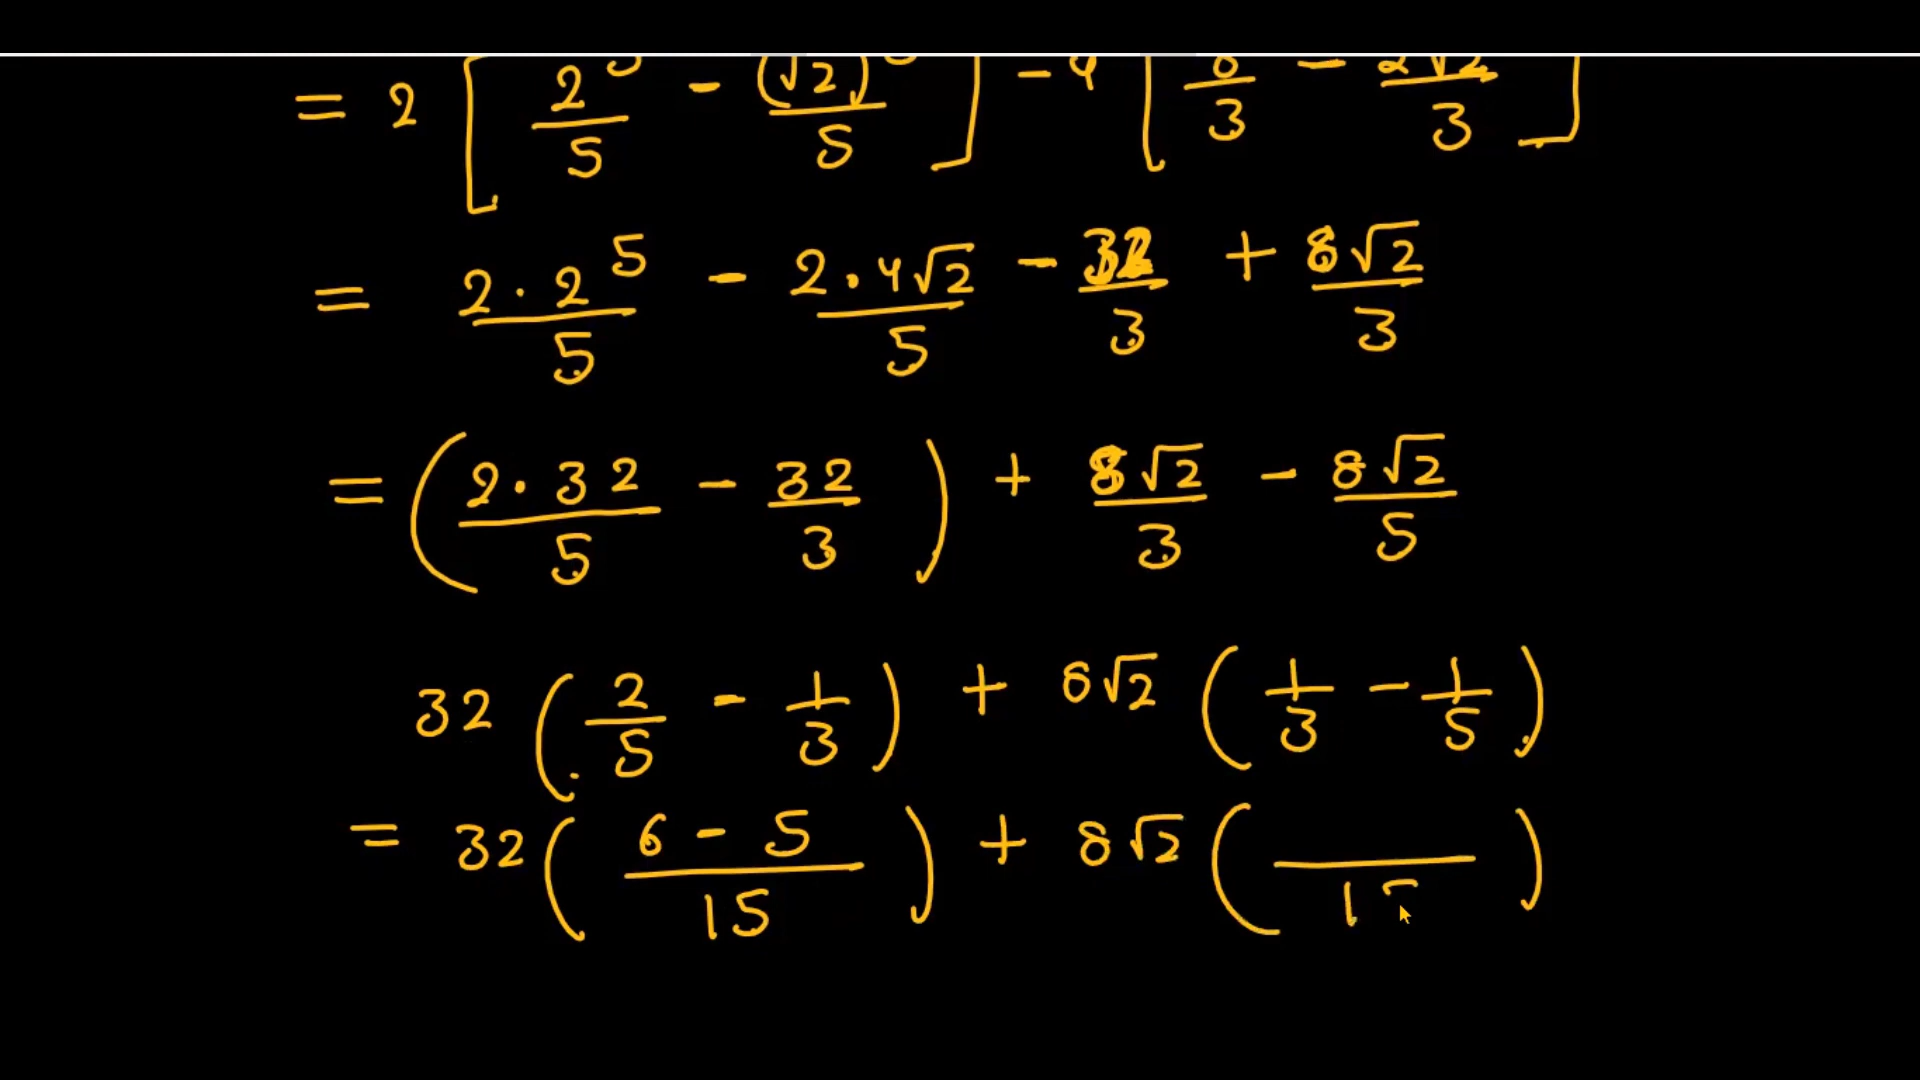 = 2 [ 2^5/5 - (√2)^5/5 ] - 4 [ 8/3 - 2√2/3 ]
= 2·2^5/5 - 2·4√2/5 - 32/3 + 8√2/3
= ( 2·32/5 - 32/3 ) + 8√2/3 - 8√2/5
32 ( 2/5 - 1/3 ) + 8√2 ( 1/3 - 1/5 )
= 32 ( (6 - 5)/15 ) + 8√2 ( /15 )